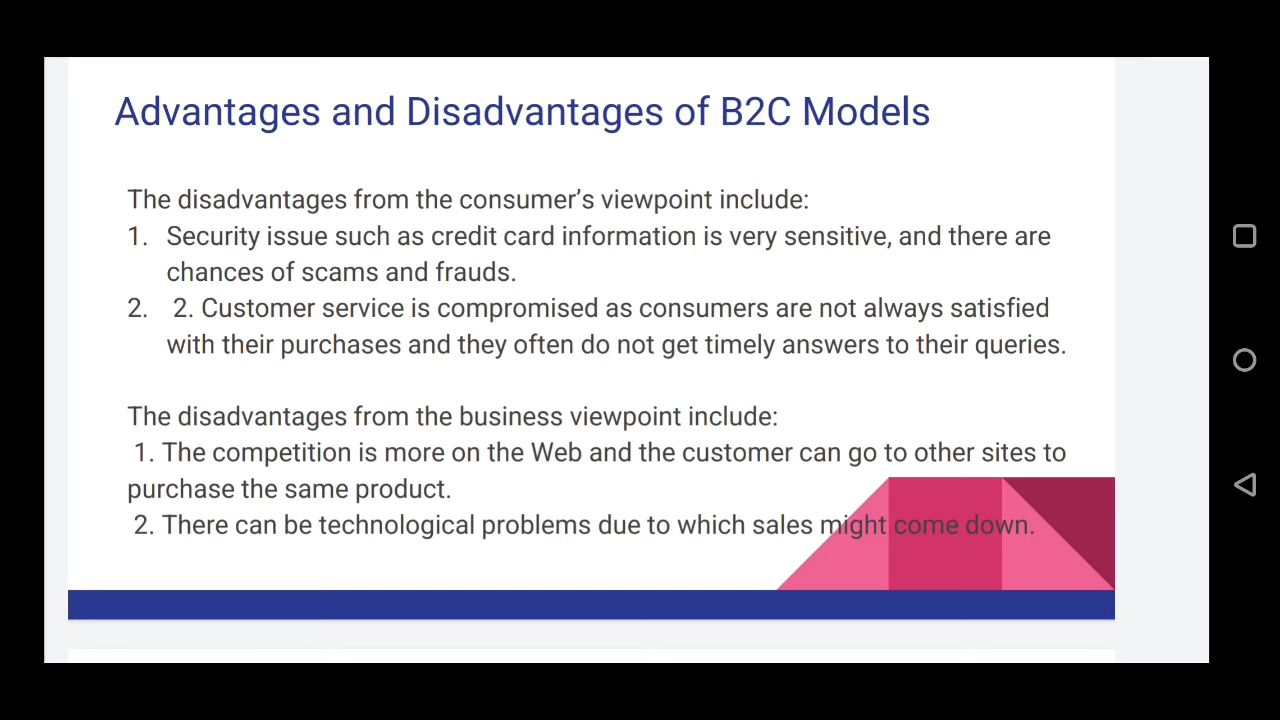 Advantages and Disadvantages of B2C Models
The disadvantages from the consumer’s viewpoint include:
1. Security issue such as credit card information is very sensitive, and there are
chances of scams and frauds.
2. 2. Customer service is compromised as consumers are not always satisfied
with their purchases and they often do not get timely answers to their queries.
The disadvantages from the business viewpoint include:
1. The competition is more on the Web and the customer can go to other sites to
purchase the same product.
2. There can be technological problems due to which sales might come down.